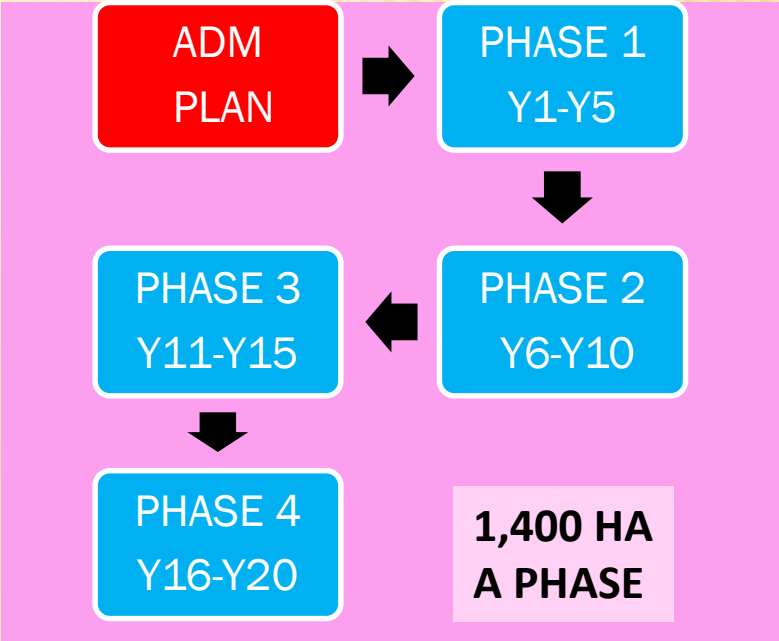 ADM
PLAN
PHASE 1
Y1-Y5
PHASE 2
Y6-Y10
PHASE 3
Y11-Y15
PHASE 4
Y16-Y20
1,400 HA
A PHASE